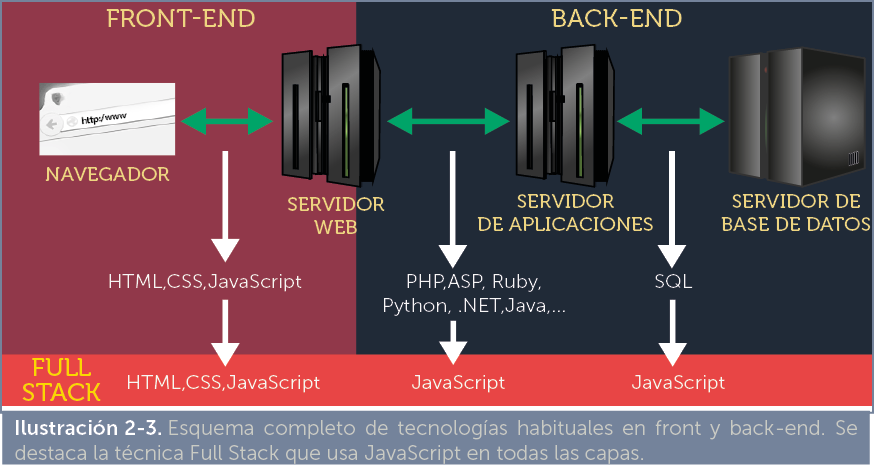 FRONT-END
BACK-END
http:/www
NAVEGADOR
SERVIDOR
WEB
SERVIDOR
DE APLICACIONES
SERVIDOR DE
BASE DE DATOS
HTML,CSS,JavaScript
PHP,ASP, Ruby,
Python, .NET,Java,...
SQL
FULL
STACK
HTML,CSS,JavaScript
JavaScript
JavaScript
Ilustración 2-3. Esquema completo de tecnologías habituales en front y back-end. Se
destaca la técnica Full Stack que usa JavaScript en todas las capas.